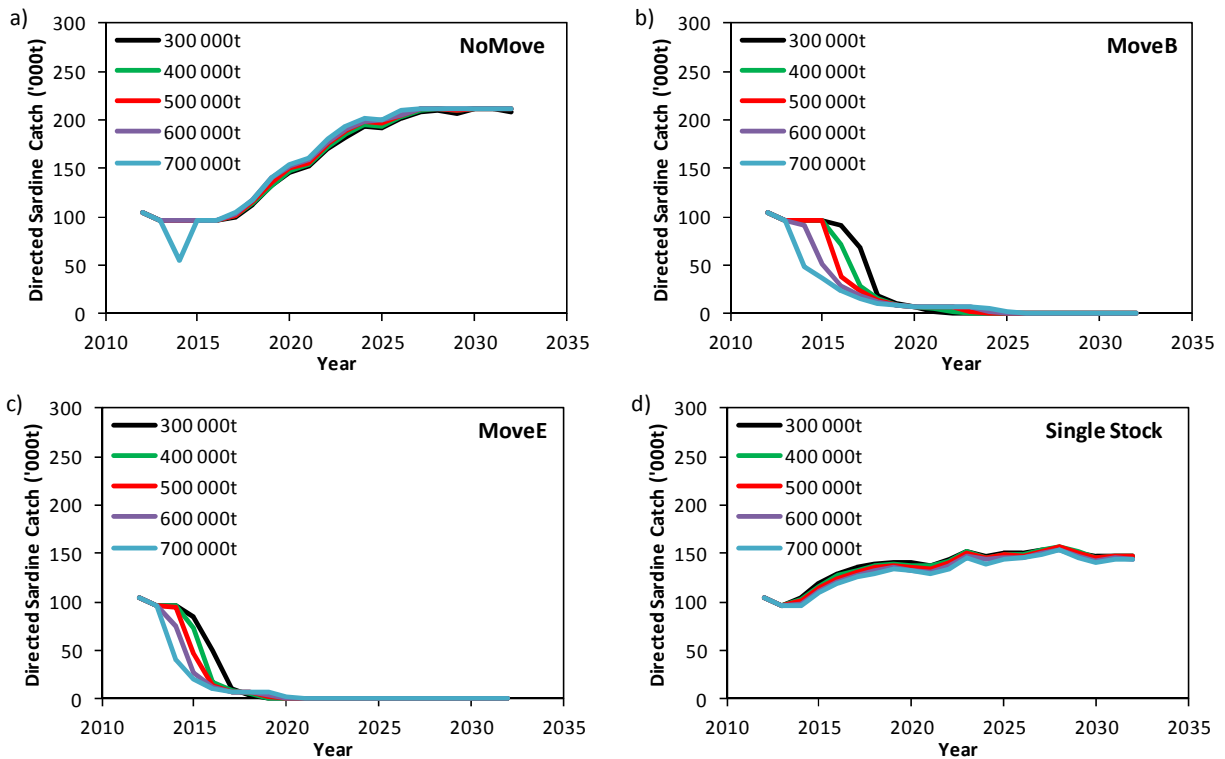 a)
NoMove
Directed Sardine Catch ('000t)
300
250
200
150
100
50
0
300 000t
400 000t
500 000t
600 000t
700 000t
2010 2015 2020 2025 2030 2035
Year
b)
MoveB
Directed Sardine Catch ('000t)
300
250
200
150
100
50
0
300 000t
400 000t
500 000t
600 000t
700 000t
2010 2015 2020 2025 2030 2035
Year
c)
MoveE
Directed Sardine Catch ('000t)
300
250
200
150
100
50
0
300 000t
400 000t
500 000t
600 000t
700 000t
2010 2015 2020 2025 2030 2035
Year
d)
Single Stock
Directed Sardine Catch ('000t)
300
250
200
150
100
50
0
300 000t
400 000t
500 000t
600 000t
700 000t
2010 2015 2020 2025 2030 2035
Year